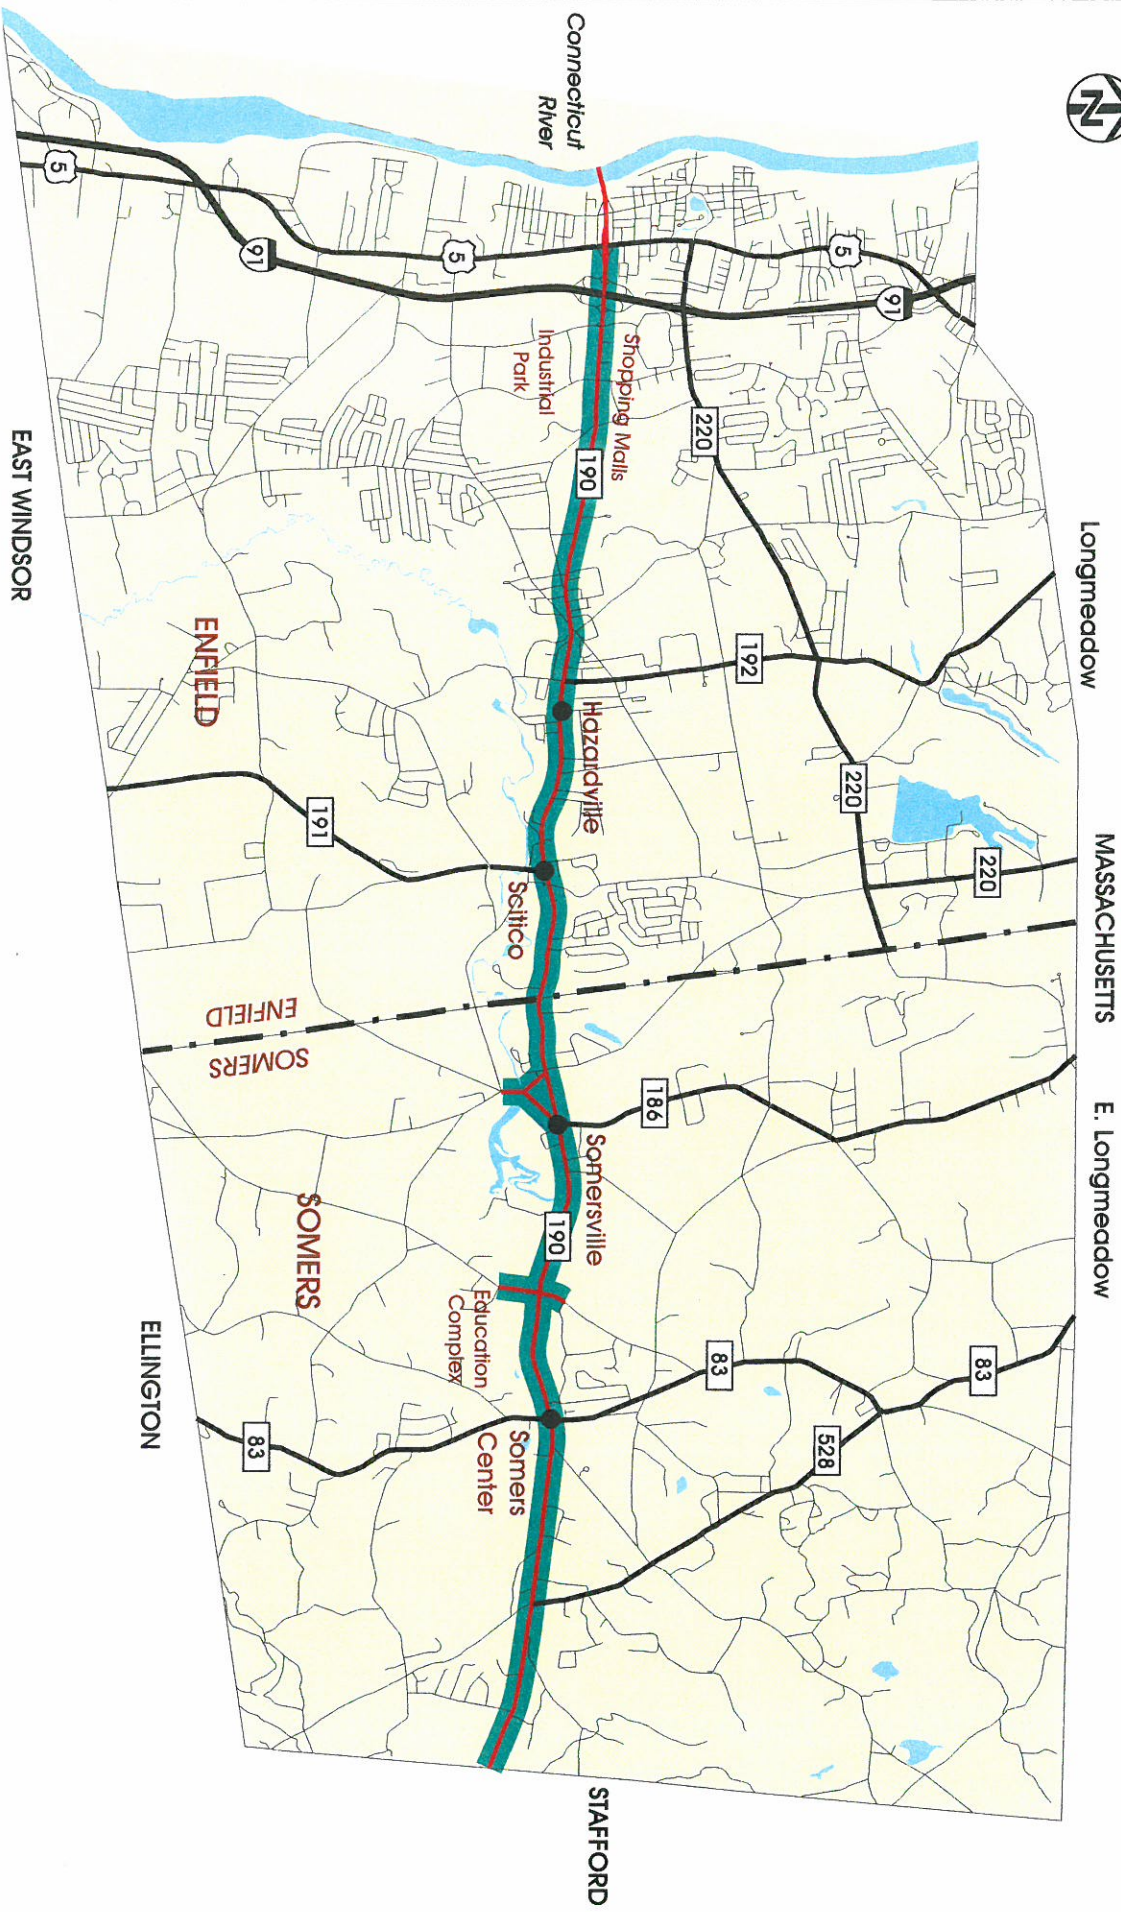 N
Longmeadow
MASSACHUSETTS
E. Longmeadow
Connecticut
River
5
5
5
91
91
220
220
220
192
190
190
191
186
83
83
83
528
Shopping Malls
Industrial
Park
Hazardville
Scitico
Somersville
Education
Complex
Somers
Center
ENFIELD
ENFIELD
SOMERS
SOMERS
EAST WINDSOR
ELLINGTON
STAFFORD